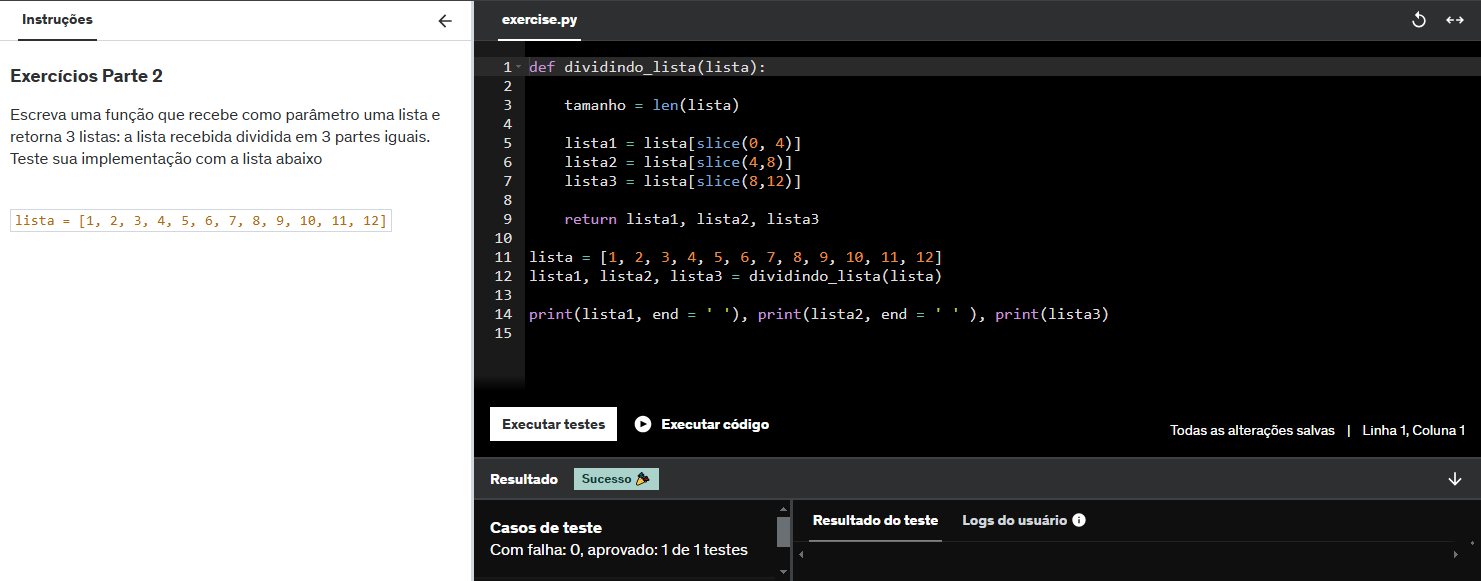 Instruções
Exercícios Parte 2
Escreva uma função que recebe como parâmetro uma lista e
retorna 3 listas: a lista recebida dividida em 3 partes iguais.
Teste sua implementação com a lista abaixo
lista = [1, 2, 3, 4, 5, 6, 7, 8, 9, 10, 11, 12]
exercise.py
1 def dividindo_lista(lista):
2
3     tamanho = len(lista)
4
5     lista1 = lista[slice(0, 4)]
6     lista2 = lista[slice(4,8)]
7     lista3 = lista[slice(8,12)]
8
9     return lista1, lista2, lista3
10
11 lista = [1, 2, 3, 4, 5, 6, 7, 8, 9, 10, 11, 12]
12 lista1, lista2, lista3 = dividindo_lista(lista)
13
14 print(lista1, end = ' '), print(lista2, end = ' ' ), print(lista3)
15
Executar testes Executar código
Todas as alterações salvas | Linha 1, Coluna 1
Resultado Sucesso
Casos de teste
Com falha: 0, aprovado: 1 de 1 testes
Resultado do teste Logs do usuário